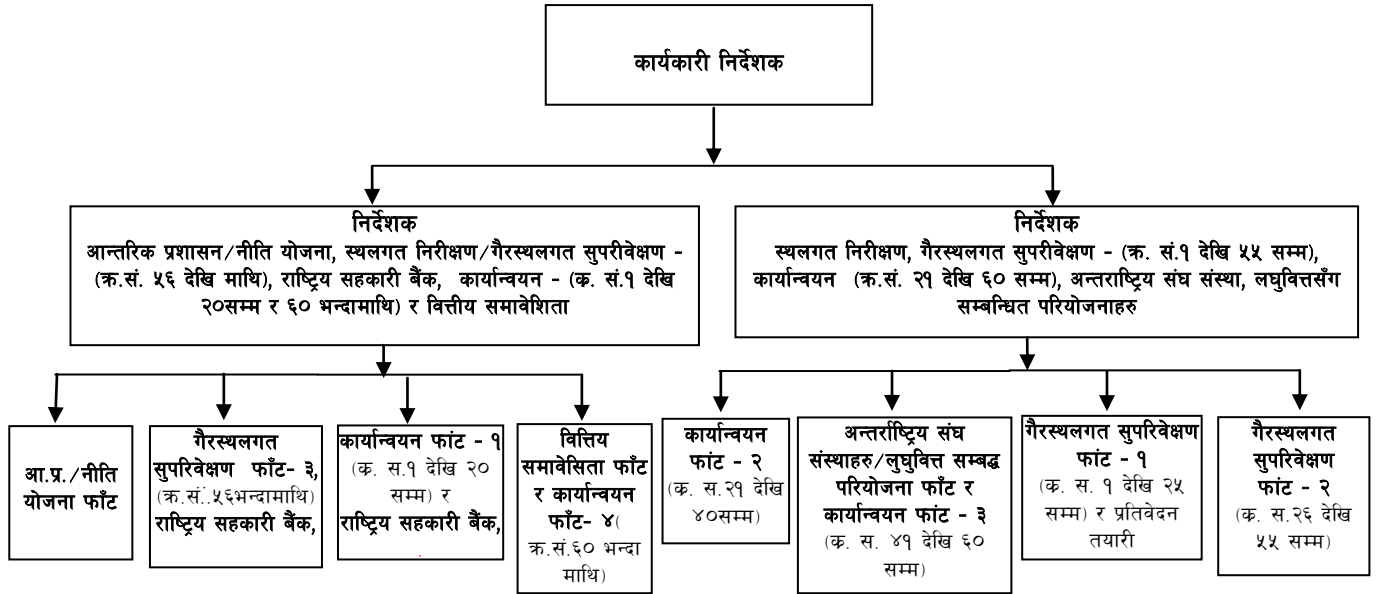 कार्यकारी निर्देशक
निर्देशक
आन्तरिक प्रशासन/नीति योजना, स्थलगत निरीक्षण/गैरस्थलगत सुपरीवेक्षण -
(क्र.सं. ५६ देखि माथि), राष्ट्रिय सहकारी बैंक, कार्यान्वयन - (क. सं.१ देखि
२०सम्म र ६० भन्दामाथि) र वित्तीय समावेशिता
निर्देशक
स्थलगत निरीक्षण, गैरस्थलगत सुपरीवेक्षण - (क्र. सं.१ देखि ५५ सम्म),
कार्यान्वयन (क्र. सं. २१ देखि ६० सम्म), अन्तराष्ट्रिय संघ संस्था, लघुवित्तसँग
सम्बन्धित परियोजनाहरु
आ.प्र./नीति
योजना फाँट
गैरस्थलगत
सुपरिवेक्षण फाँट- ३,
(क्र.सं..५६भन्दामाथि)
राष्ट्रिय सहकारी बैंक,
कार्यान्वयन फांट - १
(क. स.१ देखि २०
सम्म) र
राष्ट्रिय सहकारी बैंक,
वित्तिय
समावेसिता फाँट
र कार्यान्वयन
फाँट- ४(
क्र.सं.६० भन्दा
माथि)
कार्यान्वयन
फांट - २
(क. स.२१ देखि
४०सम्म)
अन्तर्राष्ट्रिय संघ
संस्थाहरु/लुघुवित्त सम्बद्ध
परियोजना फाँट र
कार्यान्वयन फांट - ३
(क. स. ४१ देखि ६०
सम्म)
गैरस्थलगत सुपरिवेक्षण
फांट - १
(क. स. १ देखि २५
सम्म) र प्रतिवेदन
तयारी
गैरस्थलगत
सुपरिवेक्षण
फांट - २
(क. स.२६ देखि
५५ सम्म)